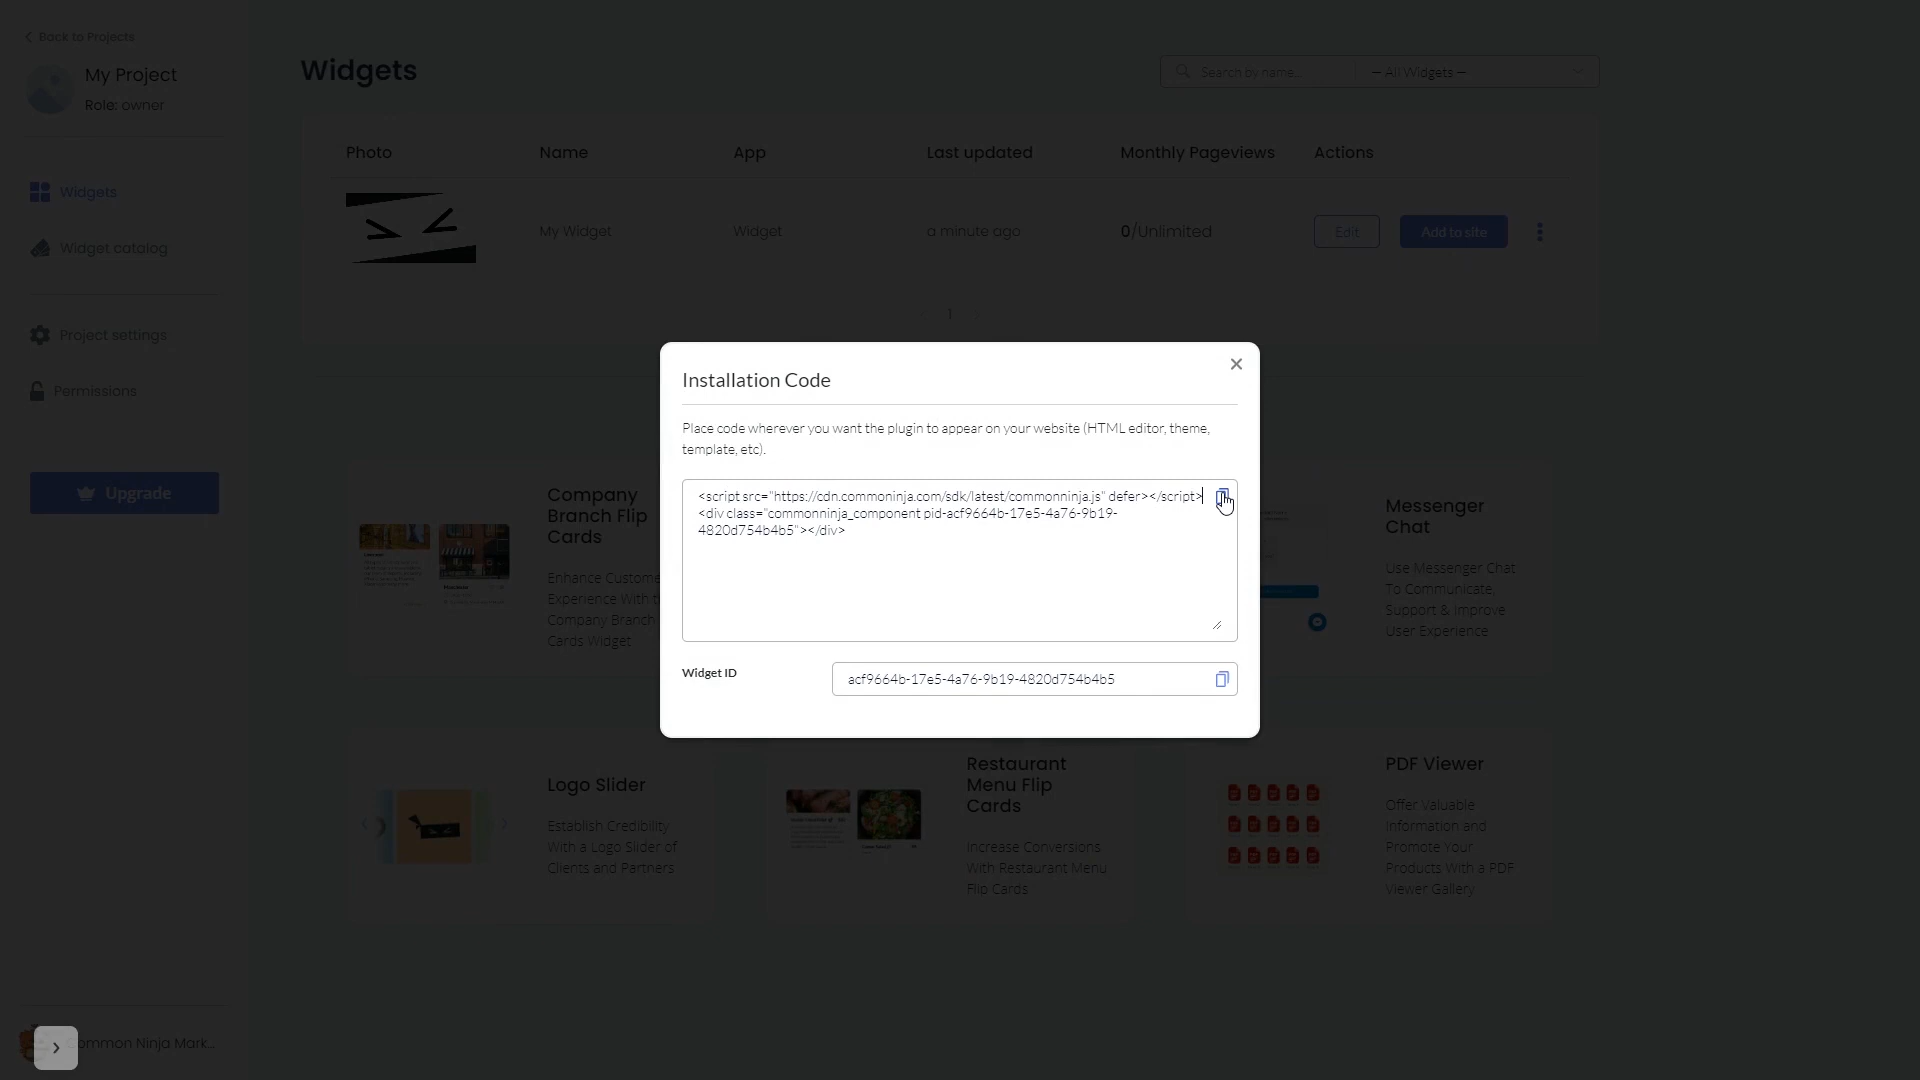 Back to Projects
My Project
Role: owner
Widgets
Widget catalog
Project settings
Permissions
Upgrade
Common Ninja Mark...
Widgets
Search by name...
— All Widgets —
Photo Name App Last updated Monthly Pageviews Actions
My Widget Widget a minute ago 0/Unlimited Edit Add to site
1
Installation Code
Place code wherever you want the plugin to appear on your website (HTML editor, theme,
template, etc).
<script src="https://cdn.commoninja.com/sdk/latest/commonninja.js" defer></script>
<div class="commonninja_component pid-acf9664b-17e5-4a76-9b19-
4820d754b4b5"></div>
Widget ID
acf9664b-17e5-4a76-9b19-4820d754b4b5
Company
Branch Flip
Cards
Enhance Custome
Experience With
Company Branch
Cards Widget
Messenger
Chat
Use Messenger Chat
To Communicate,
Support & Improve
User Experience
Logo Slider
Establish Credibility
With a Logo Slider of
Clients and Partners
Restaurant
Menu Flip
Cards
Increase Conversions
With Restaurant Menu
Flip Cards
PDF Viewer
Offer Valuable
Information and
Promote Your
Products With a PDF
Viewer Gallery